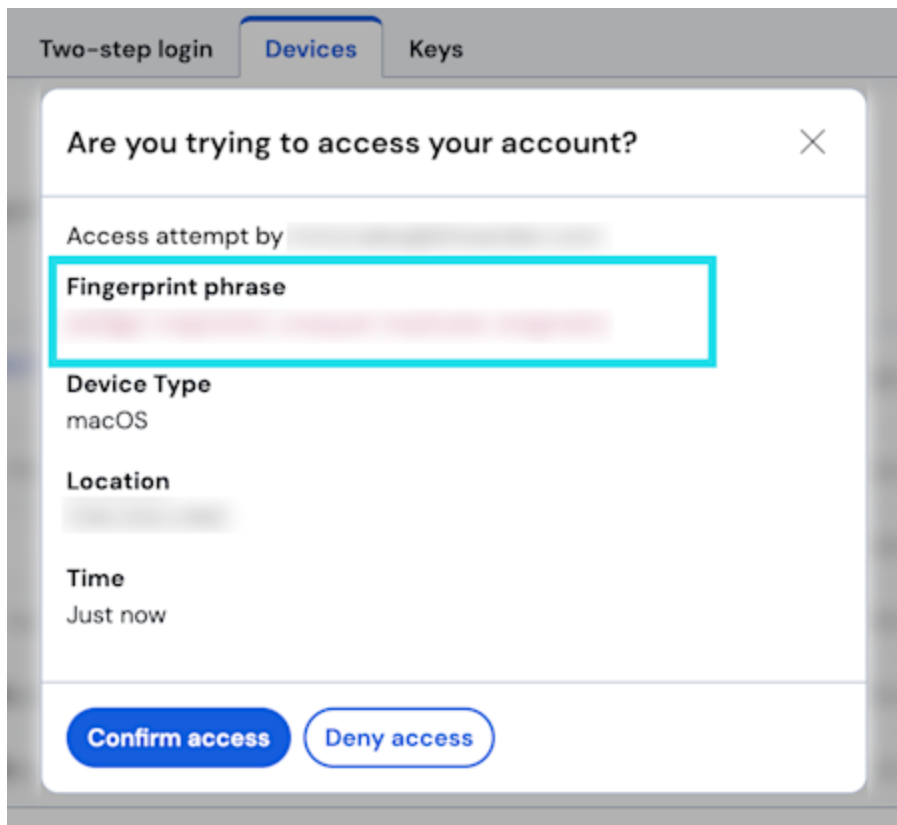 Two-step login Devices Keys
Are you trying to access your account?
Access attempt by
Fingerprint phrase
Device Type
macOS
Location
Time
Just now
Confirm access Deny access